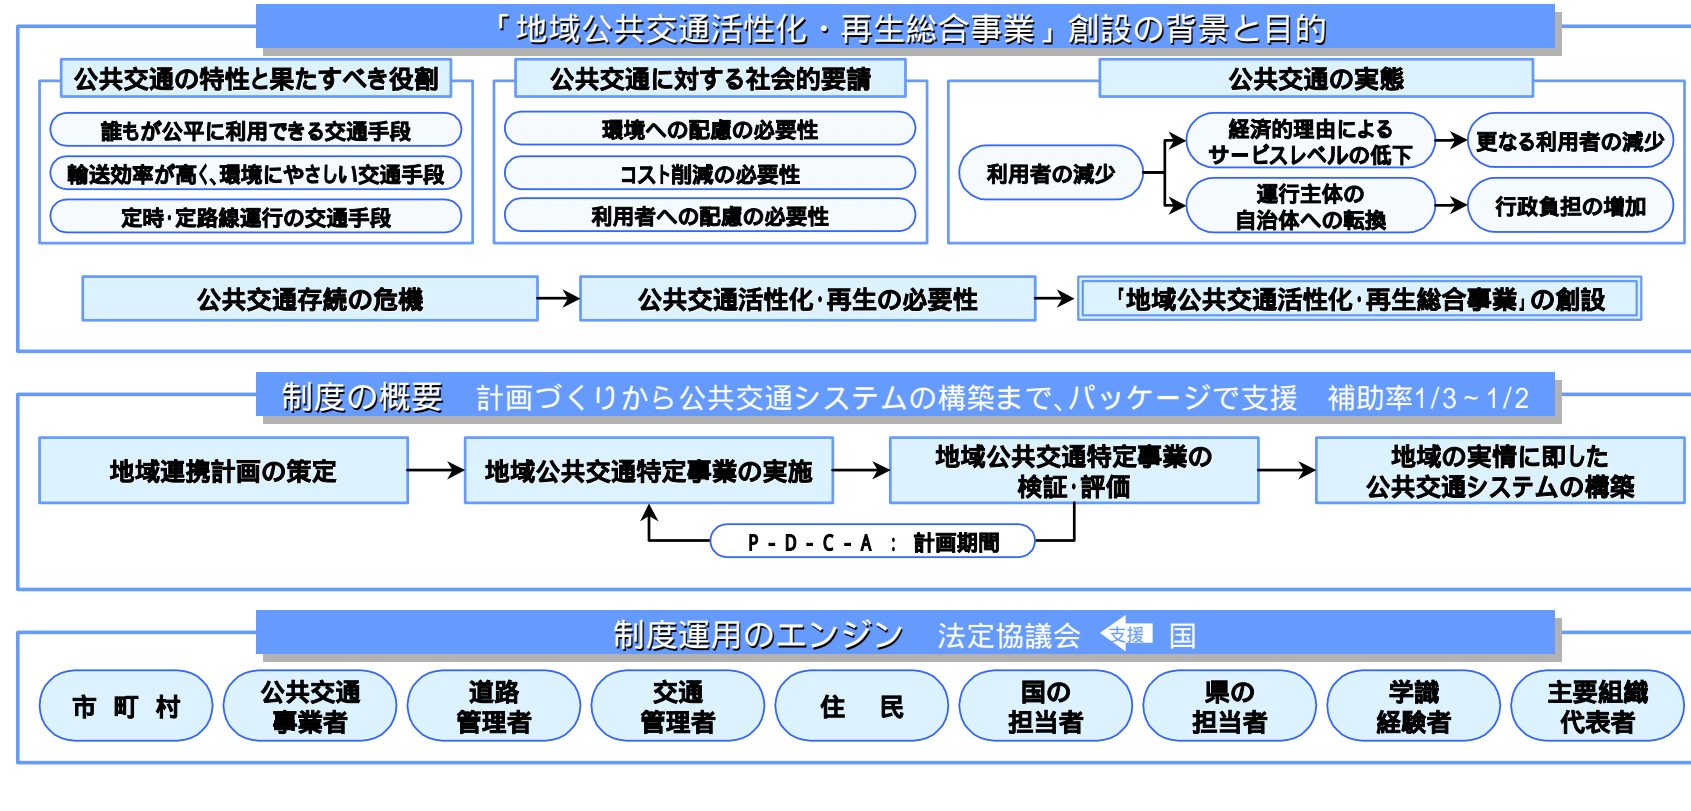 「地域公共交通活性化・再生総合事業」創設の背景と目的
公共交通の特性と果たすべき役割
誰もが公平に利用できる交通手段
輸送効率が高く、環境にやさしい交通手段
定時・定路線運行の交通手段
公共交通に対する社会的要請
環境への配慮の必要性
コスト削減の必要性
利用者への配慮の必要性
公共交通の実態
利用者の減少
経済的理由による
サービスレベルの低下
更なる利用者の減少
運行主体の
自治体への転換
行政負担の増加
公共交通存続の危機
公共交通活性化・再生の必要性
「地域公共交通活性化・再生総合事業」の創設
制度の概要　計画づくりから公共交通システムの構築まで、パッケージで支援　補助率1/3～1/2
地域連携計画の策定
地域公共交通特定事業の実施
地域公共交通特定事業の
検証・評価
地域の実情に即した
公共交通システムの構築
P－D－C－A ： 計画期間
制度運用のエンジン　法定協議会 支援 国
市 町 村
公共交通
事業者
道路
管理者
交通
管理者
住　民
国の
担当者
県の
担当者
学識
経験者
主要組織
代表者